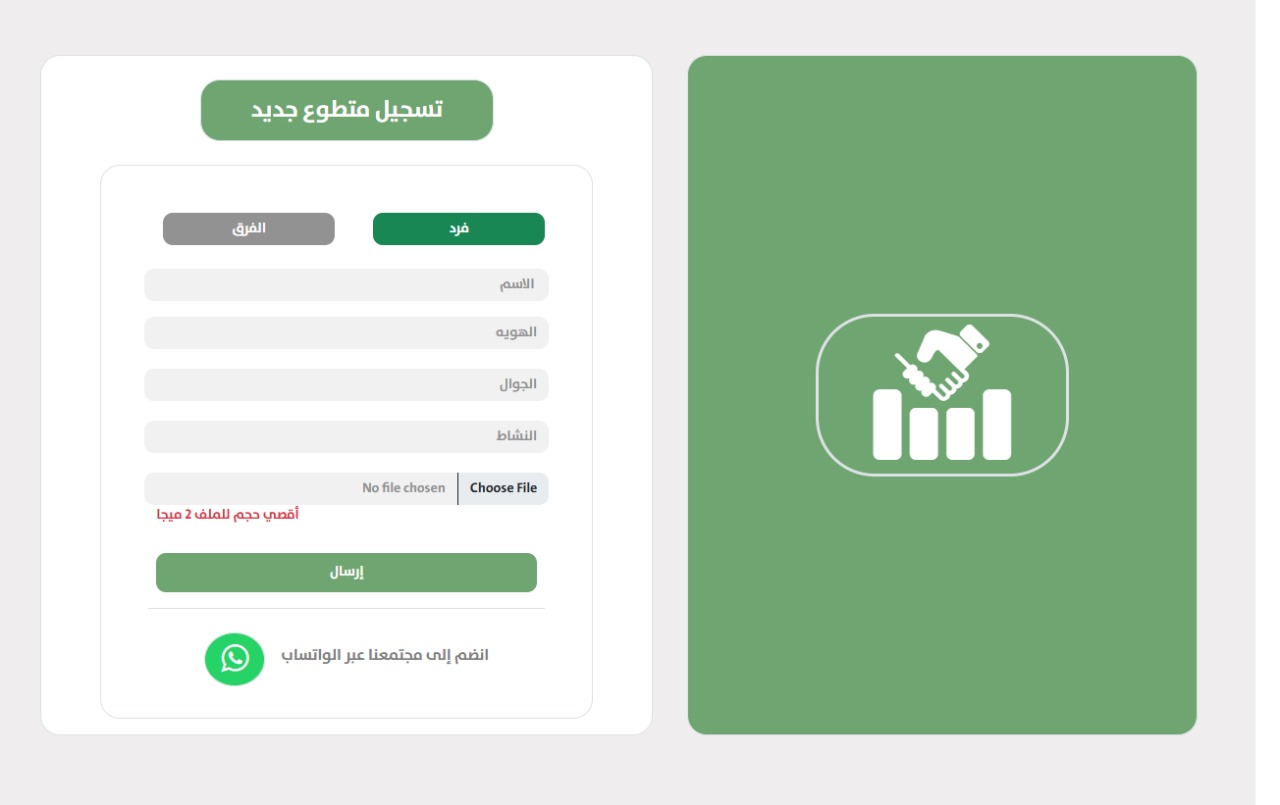 تسجيل متطوع جديد
فرد
الفرق
الاسم
الهويه
الجوال
النشاط
Choose File
No file chosen
أقصي حجم للملف 2 ميجا
إرسال
انضم إلى مجتمعنا عبر الواتساب